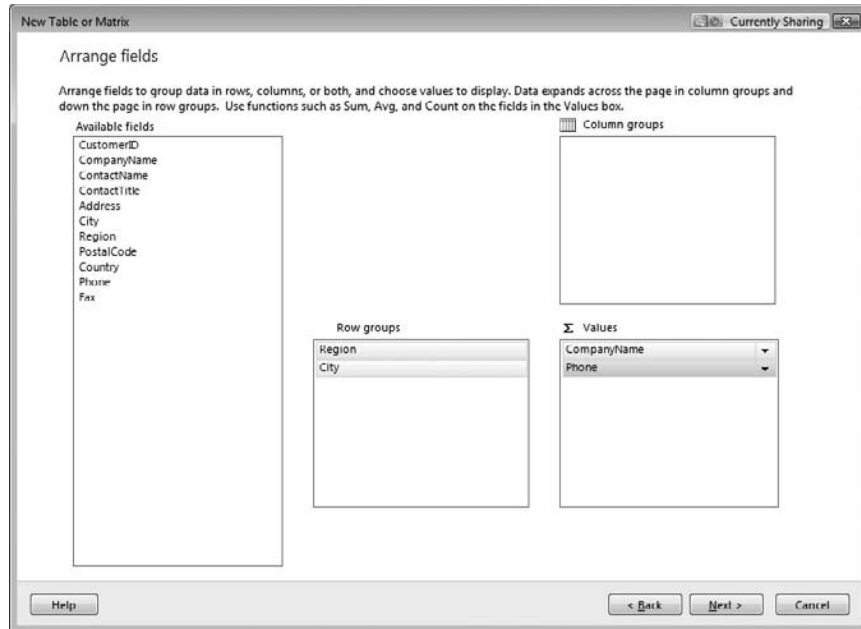 New Table or Matrix
Currently Sharing
Arrange fields
Arrange fields to group data in rows, columns, or both, and choose values to display. Data expands across the page in column groups and
down the page in row groups. Use functions such as Sum, Avg, and Count on the fields in the Values box.
Available fields
CustomerID
CompanyName
ContactName
ContactTitle
Address
City
Region
PostalCode
Country
Phone
Fax
Column groups
Row groups
Region
City
Σ Values
CompanyName
Phone
Help
< Back
Next >
Cancel